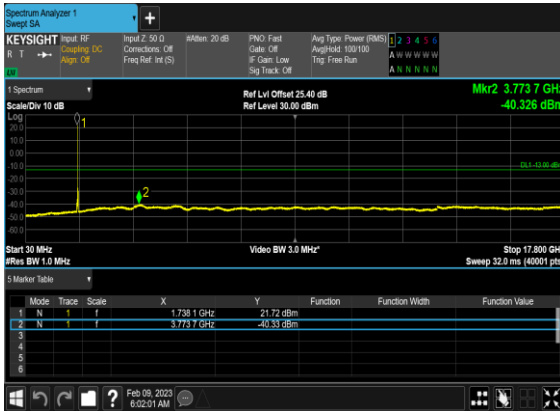 Spectrum Analyzer 1
Swept SA
+
KEYSIGHT Input: RF Input Z: 50 Ω #Atten: 20 dB PNO: Fast Avg Type: Power (RMS) 1 2 3 4 5 6
R T Coupling: DC Corrections: Off Gate: Off Avg|Hold: 100/100 A W W W W W
Align: Off Freq Ref: Int (S) IF Gain: Low Trig: Free Run
LXI Sig Track: Off A N N N N N
1 Spectrum Ref Lvl Offset 25.40 dB Mkr2 3.773 7 GHz
Scale/Div 10 dB Ref Level 30.00 dBm -40.326 dBm
Log
1
20.0
10.0
0.00
-10.0
DL1 -13.00 dBm
-20.0
-30.0
2
-40.0
-50.0
-60.0
Start 30 MHz Video BW 3.0 MHz* Stop 17.800 GHz
#Res BW 1.0 MHz Sweep 32.0 ms (40001 pts)
5 Marker Table
Mode Trace Scale X Y Function Function Width Function Value
1 N 1 f 1.738 1 GHz 21.72 dBm
2 N 1 f 3.773 7 GHz -40.33 dBm
3
4
5
6
? Feb 09, 2023
6:02:01 AM